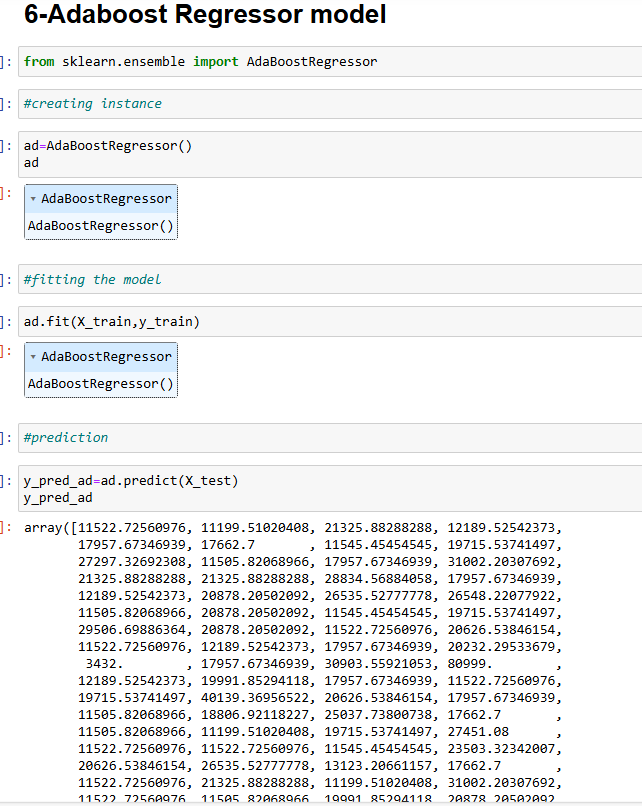 6-Adaboost Regressor model
]: from sklearn.ensemble import AdaBoostRegressor
]: #creating instance
]: ad=AdaBoostRegressor()
ad
]: ▾ AdaBoostRegressor
AdaBoostRegressor()
]: #fitting the model
]: ad.fit(X_train,y_train)
]: ▾ AdaBoostRegressor
AdaBoostRegressor()
]: #prediction
]: y_pred_ad=ad.predict(X_test)
y_pred_ad
]: array([11522.72560976, 11199.51020408, 21325.88288288, 12189.52542373,
17957.67346939, 17662.7       , 11545.45454545, 19715.53741497,
27297.32692308, 11505.82068966, 17957.67346939, 31002.20307692,
21325.88288288, 21325.88288288, 28834.56884058, 17957.67346939,
12189.52542373, 20878.20502092, 26535.52777778, 26548.22077922,
11505.82068966, 20878.20502092, 11545.45454545, 19715.53741497,
29506.69886364, 20878.20502092, 11522.72560976, 20626.53846154,
11522.72560976, 12189.52542373, 17957.67346939, 20232.29533679,
3432.        , 17957.67346939, 30903.55921053, 80999.        ,
12189.52542373, 19991.85294118, 17957.67346939, 11522.72560976,
19715.53741497, 40139.36956522, 20626.53846154, 17957.67346939,
11505.82068966, 18806.92118227, 25037.73800738, 17662.7       ,
11505.82068966, 11199.51020408, 19715.53741497, 27451.08      ,
11522.72560976, 11522.72560976, 11545.45454545, 23503.32342007,
20626.53846154, 26535.52777778, 13123.20661157, 17662.7       ,
11522.72560976, 21325.88288288, 11199.51020408, 31002.20307692,
11522.72560976, 11505.82068966, 19991.85294118, 20878.20502092,